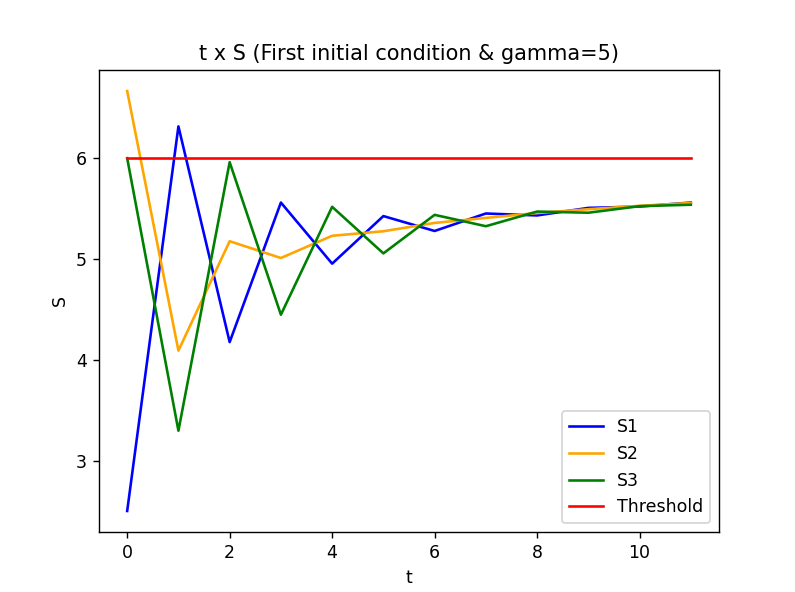 t x S (First initial condition & gamma=5)
6
5
4
3
S
0 2 4 6 8 10
t
S1
S2
S3
Threshold